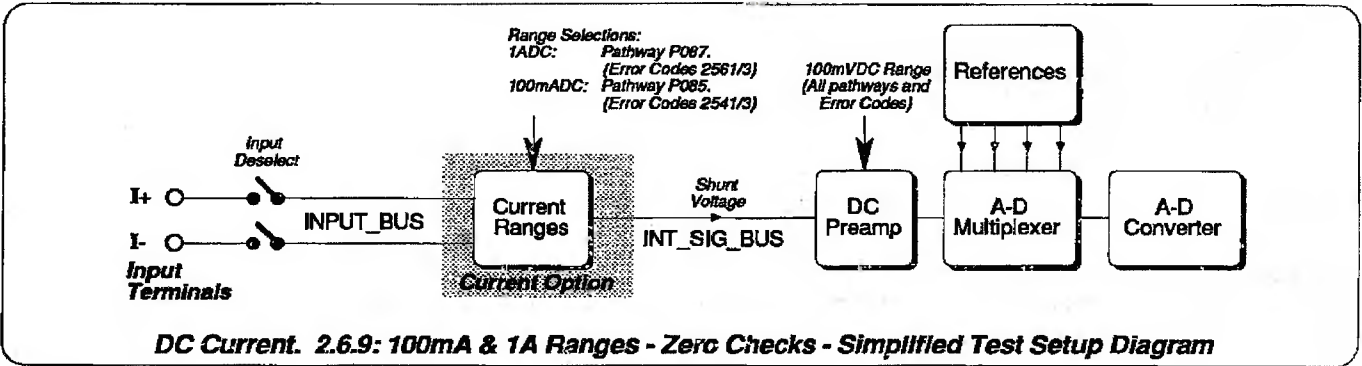 Range Selections:
1ADC: Pathway P087.
(Error Codes 2561/3)
100mADC: Pathway P085.
(Error Codes 2541/3)
100mVDC Range
(All pathways and
Error Codes)
References
Input
Deselect
I+
I-
INPUT_BUS
Input
Terminals
Current
Ranges
Current Option
Shunt
Voltage
INT_SIG_BUS
DC
Preamp
A-D
Multiplexer
A-D
Converter
DC Current. 2.6.9: 100mA & 1A Ranges - Zero Checks - Simplified Test Setup Diagram